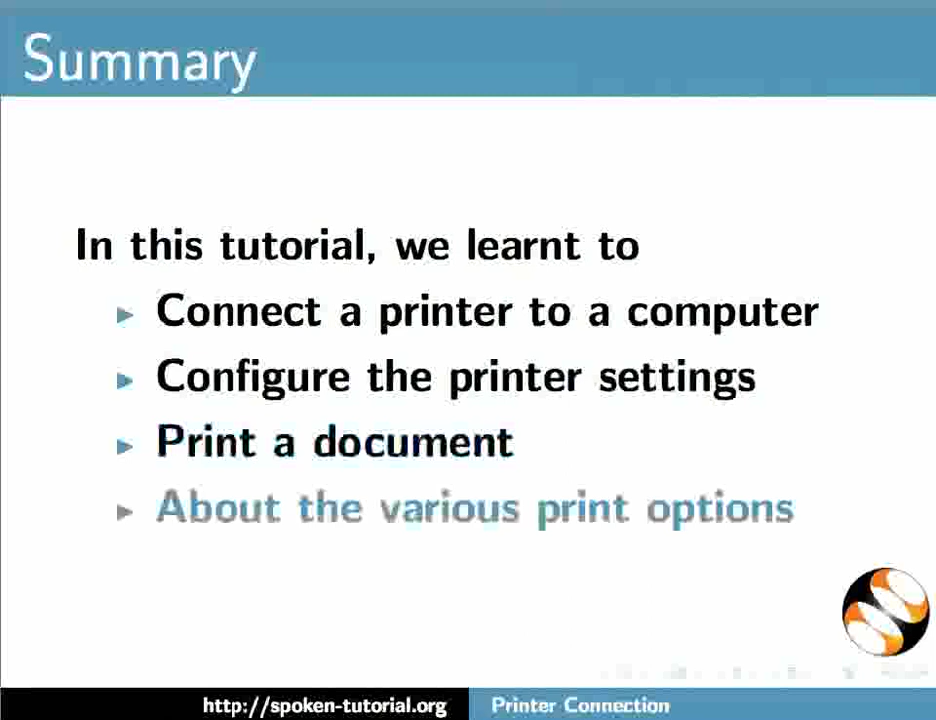 Summary
In this tutorial, we learnt to
Connect a printer to a computer
Configure the printer settings
Print a document
About the various print options
http://spoken-tutorial.org Printer Connection